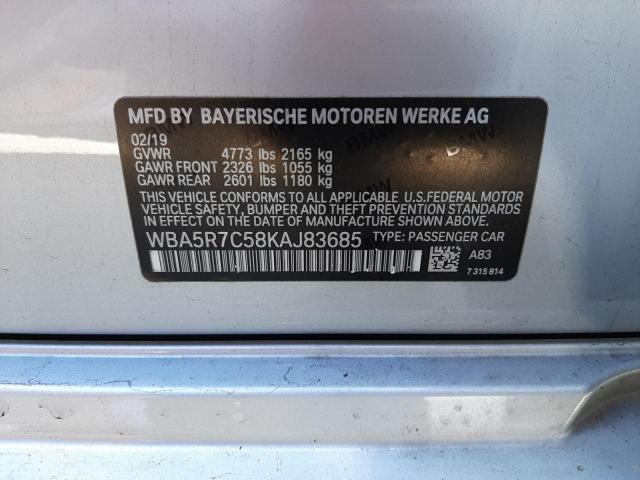 MFD BY BAYERISCHE MOTOREN WERKE AG
02/19
GVWR 4773 lbs 2165 kg
GAWR FRONT 2326 lbs 1055 kg
GAWR REAR 2601 lbs 1180 kg
THIS VEHICLE CONFORMS TO ALL APPLICABLE U.S.FEDERAL MOTOR
VEHICLE SAFETY, BUMPER AND THEFT PREVENTION STANDARDS
IN EFFECT ON THE DATE OF MANUFACTURE SHOWN ABOVE.
WBA5R7C58KAJ83685 TYPE: PASSENGER CAR
A83
7 315 814
BMW
BMW
BMW